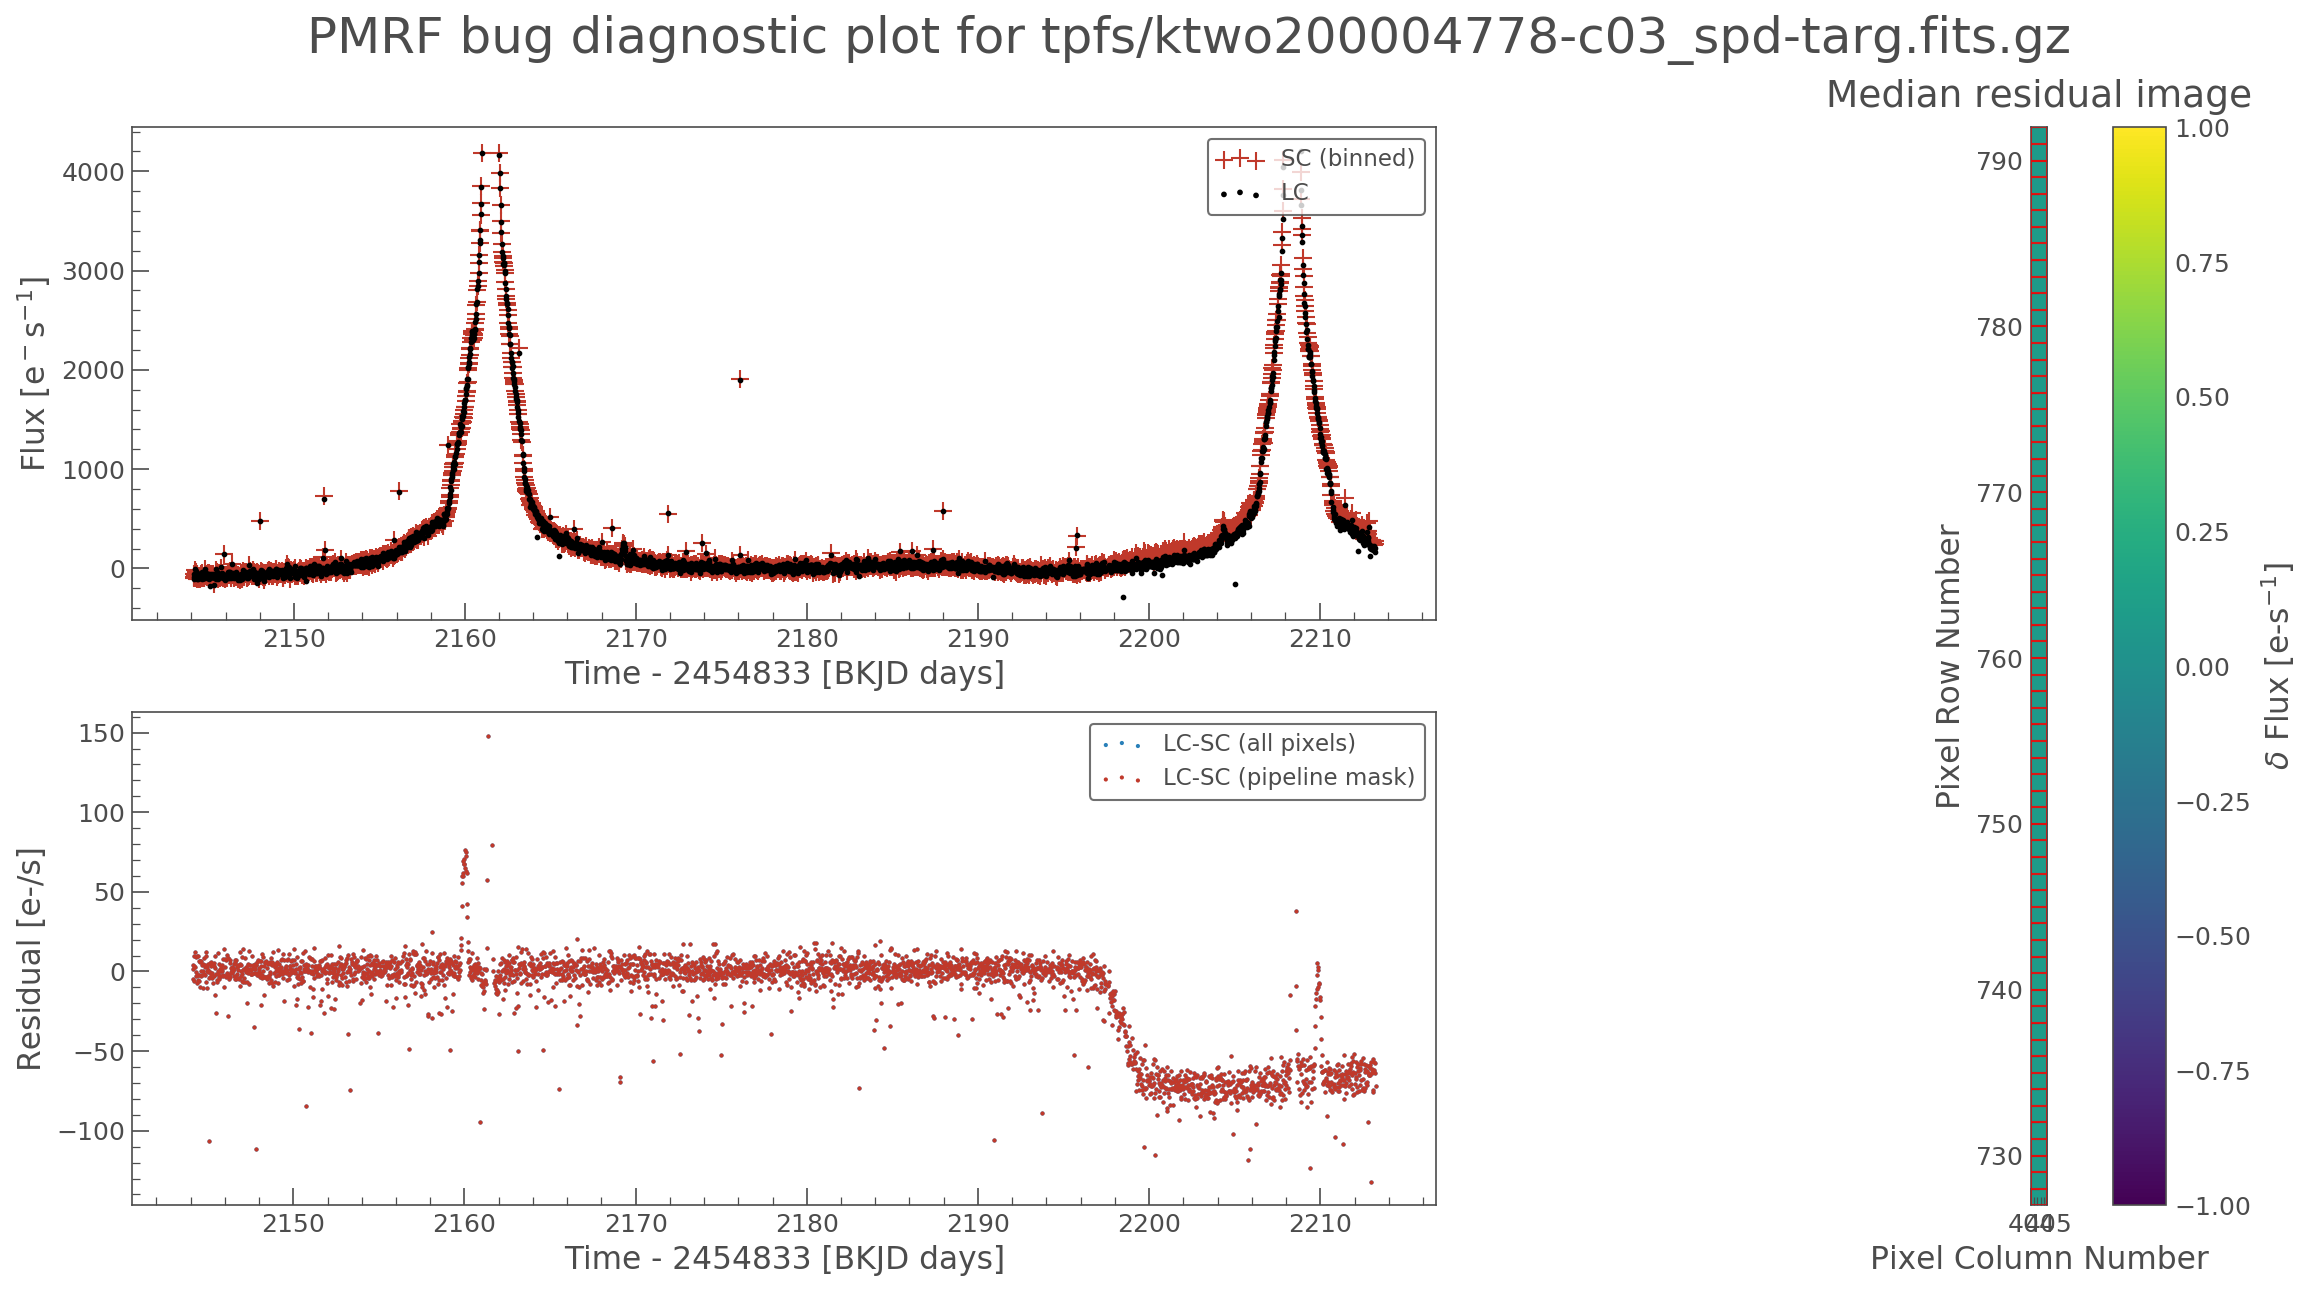 PMRF bug diagnostic plot for tpfs/ktwo200004778-c03_spd-targ.fits.gz
Flux [e⁻ s⁻¹]
4000
3000
2000
1000
0
SC (binned)
LC
2150 2160 2170 2180 2190 2200 2210
Time - 2454833 [BKJD days]
Residual [e-/s]
150
100
50
0
−50
−100
LC-SC (all pixels)
LC-SC (pipeline mask)
2150 2160 2170 2180 2190 2200 2210
Time - 2454833 [BKJD days]
Median residual image
Pixel Row Number
790
780
770
760
750
740
730
Pixel Column Number
1.00
0.75
0.50
0.25
0.00
−0.25
−0.50
−0.75
−1.00
δ Flux [e-s⁻¹]